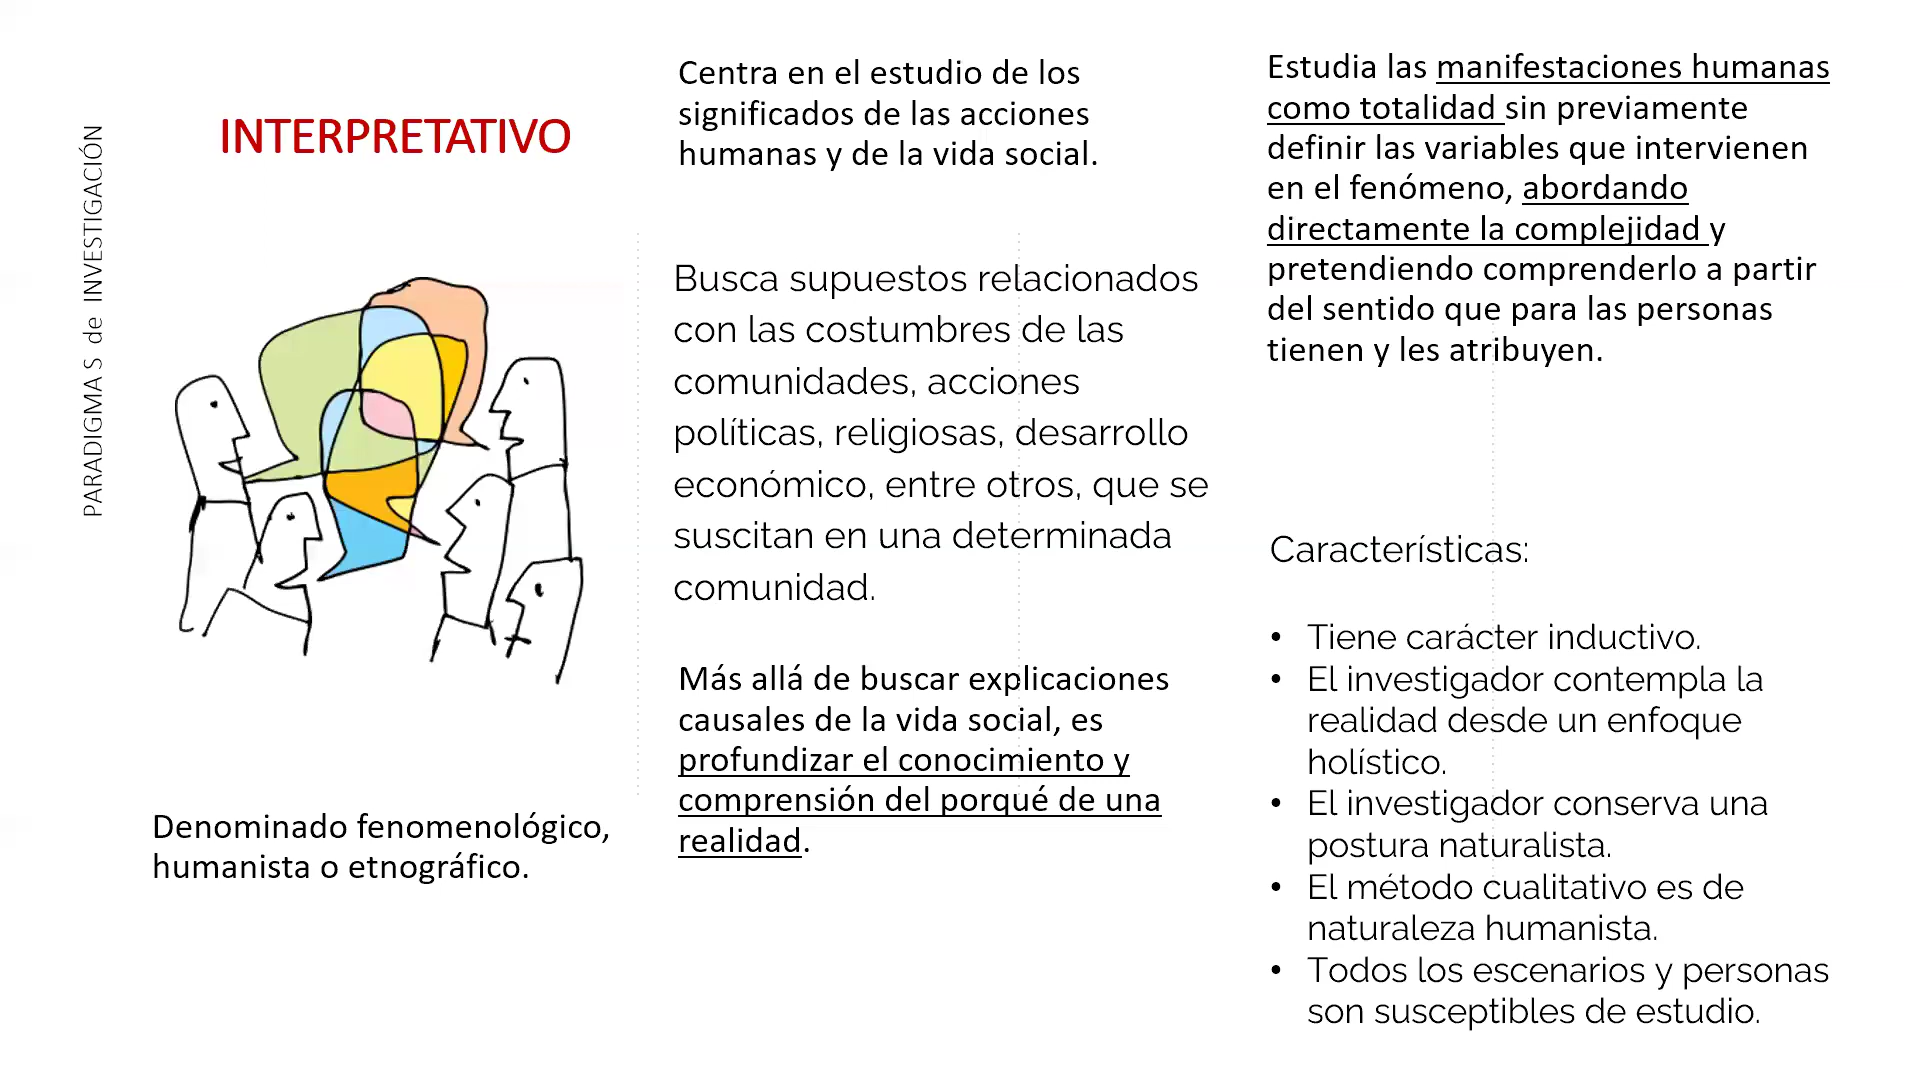 PARADIGMA S de INVESTIGACIÓN
INTERPRETATIVO
Denominado fenomenológico,
humanista o etnográfico.
Centra en el estudio de los
significados de las acciones
humanas y de la vida social.
Busca supuestos relacionados
con las costumbres de las
comunidades, acciones
políticas, religiosas, desarrollo
económico, entre otros, que se
suscitan en una determinada
comunidad.
Más allá de buscar explicaciones
causales de la vida social, es
profundizar el conocimiento y
comprensión del porqué de una
realidad.
Estudia las manifestaciones humanas
como totalidad sin previamente
definir las variables que intervienen
en el fenómeno, abordando
directamente la complejidad y
pretendiendo comprenderlo a partir
del sentido que para las personas
tienen y les atribuyen.
Características:
• Tiene carácter inductivo.
• El investigador contempla la
realidad desde un enfoque
holístico.
• El investigador conserva una
postura naturalista.
• El método cualitativo es de
naturaleza humanista.
• Todos los escenarios y personas
son susceptibles de estudio.